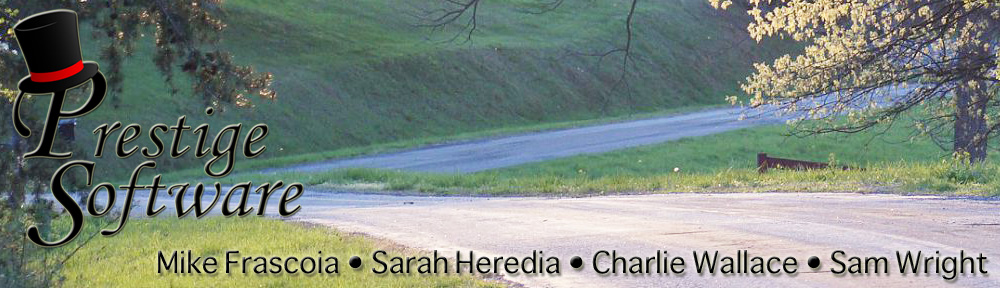 Prestige
Software
Mike Frascoia • Sarah Heredia • Charlie Wallace • Sam Wright